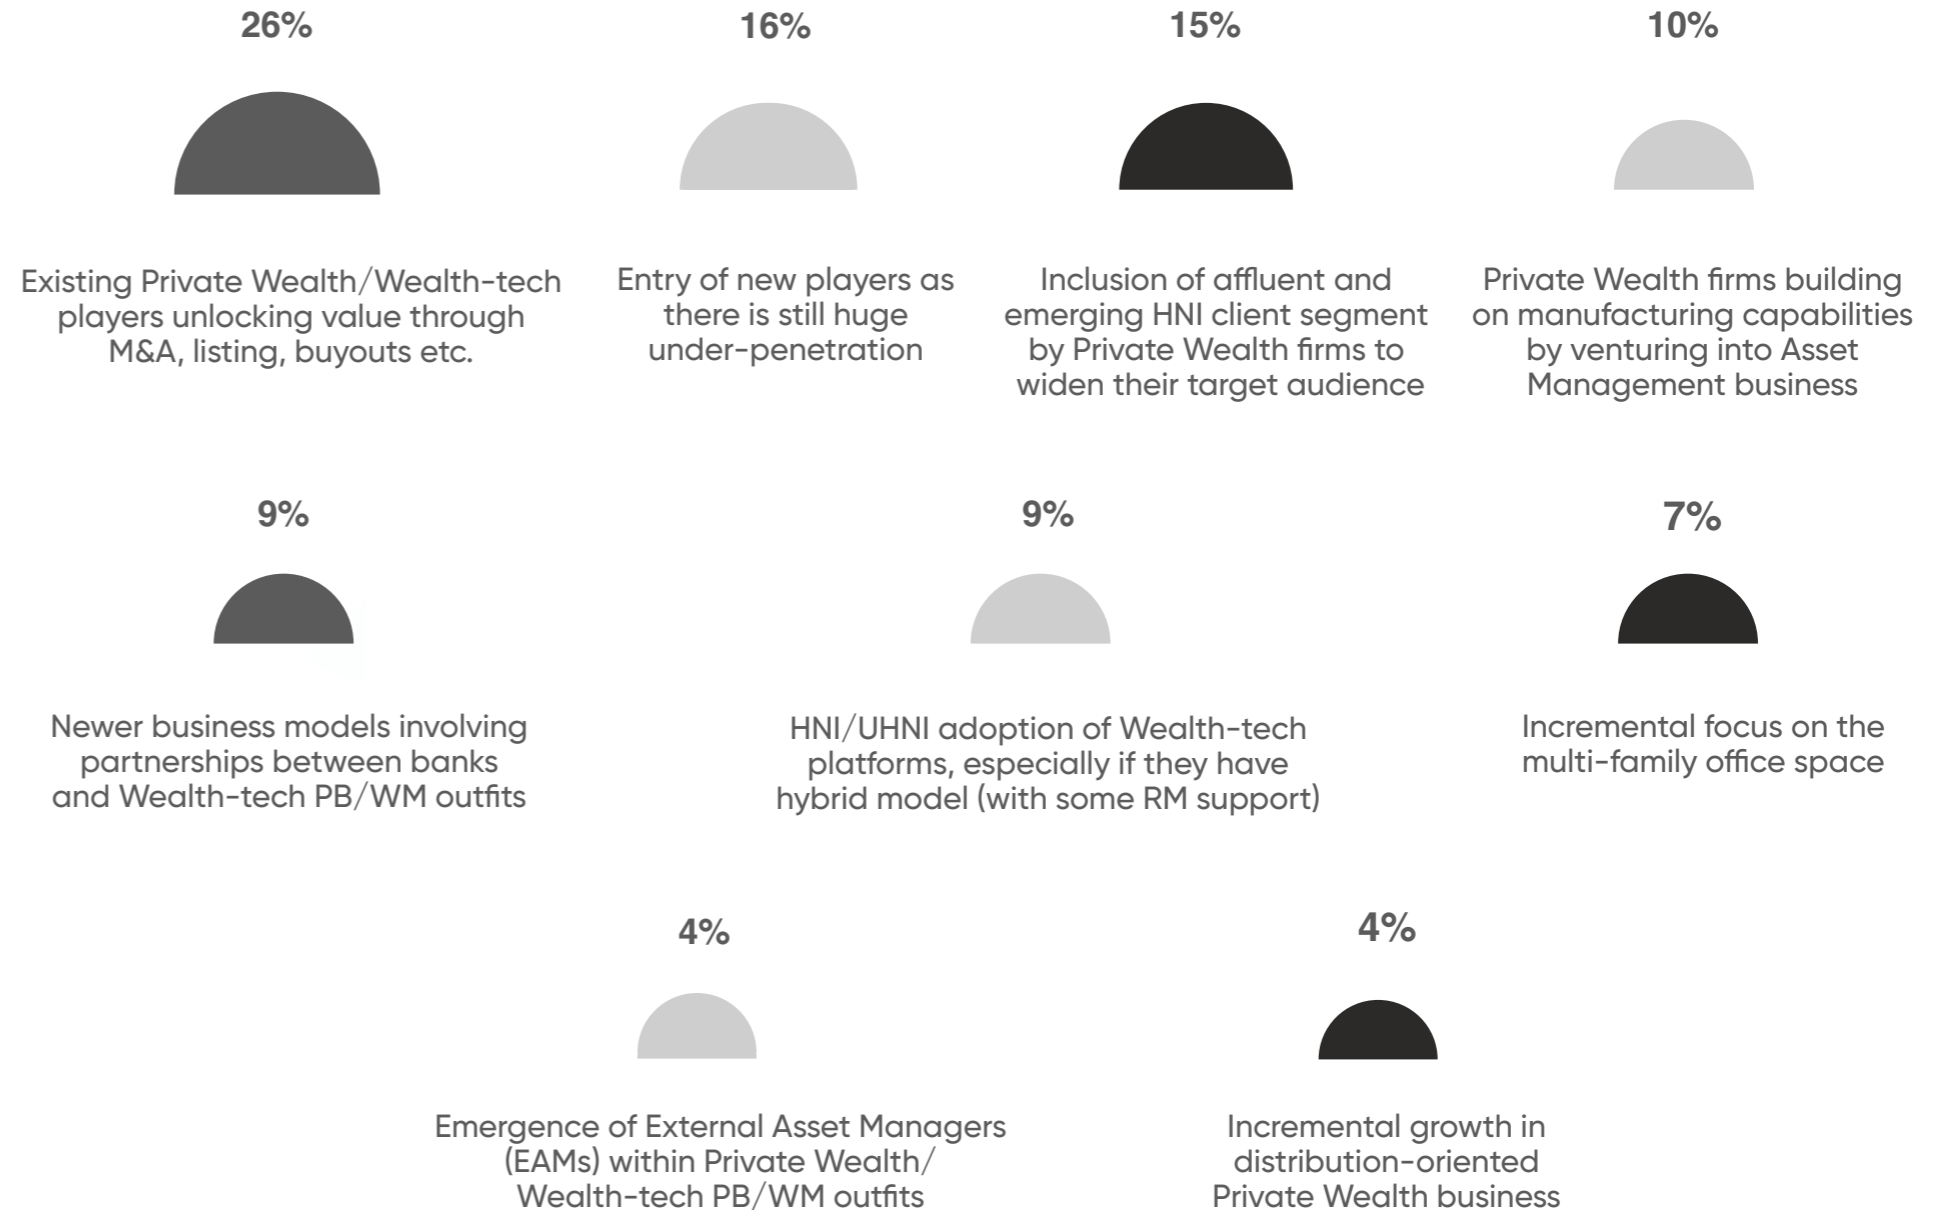 26%
Existing Private Wealth/Wealth-tech
players unlocking value through
M&A, listing, buyouts etc.
16%
Entry of new players as
there is still huge
under-penetration
15%
Inclusion of affluent and
emerging HNI client segment
by Private Wealth firms to
widen their target audience
10%
Private Wealth firms building
on manufacturing capabilities
by venturing into Asset
Management business
9%
Newer business models involving
partnerships between banks
and Wealth-tech PB/WM outfits
9%
HNI/UHNI adoption of Wealth-tech
platforms, especially if they have
hybrid model (with some RM support)
7%
Incremental focus on the
multi-family office space
4%
Emergence of External Asset Managers
(EAMs) within Private Wealth/
Wealth-tech PB/WM outfits
4%
Incremental growth in
distribution-oriented
Private Wealth business